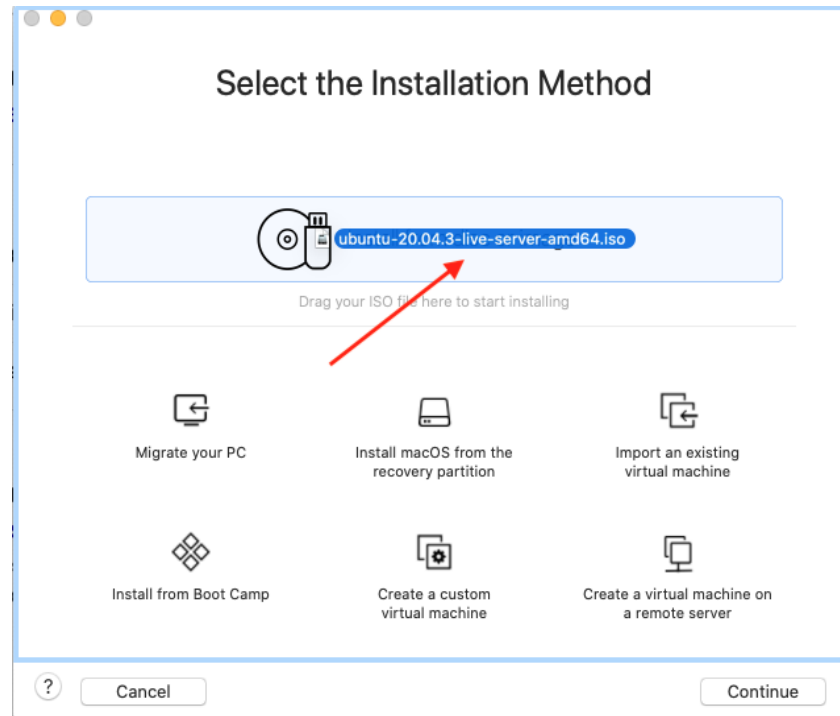 Select the Installation Method
ubuntu-20.04.3-live-server-amd64.iso
Drag your ISO file here to start installing
Migrate your PC
Install macOS from the
recovery partition
Import an existing
virtual machine
Install from Boot Camp
Create a custom
virtual machine
Create a virtual machine on
a remote server
?
Cancel
Continue